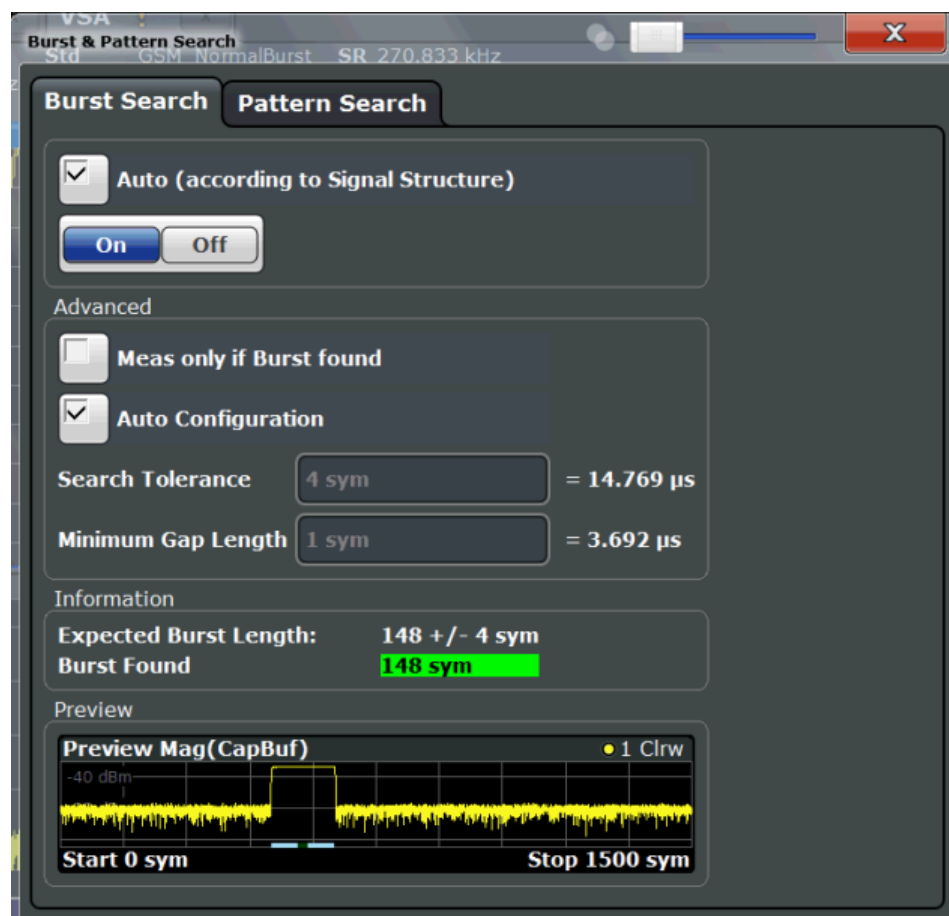 VSA !
Burst & Pattern Search
Std GSM_NormalBurst SR 270.833 kHz
X
Burst Search Pattern Search
Auto (according to Signal Structure)
On Off
Advanced
Meas only if Burst found
Auto Configuration
Search Tolerance 4 sym = 14.769 µs
Minimum Gap Length 1 sym = 3.692 µs
Information
Expected Burst Length: 148 +/- 4 sym
Burst Found 148 sym
Preview
Preview Mag(CapBuf) 1 Clrw
-40 dBm
Start 0 sym Stop 1500 sym